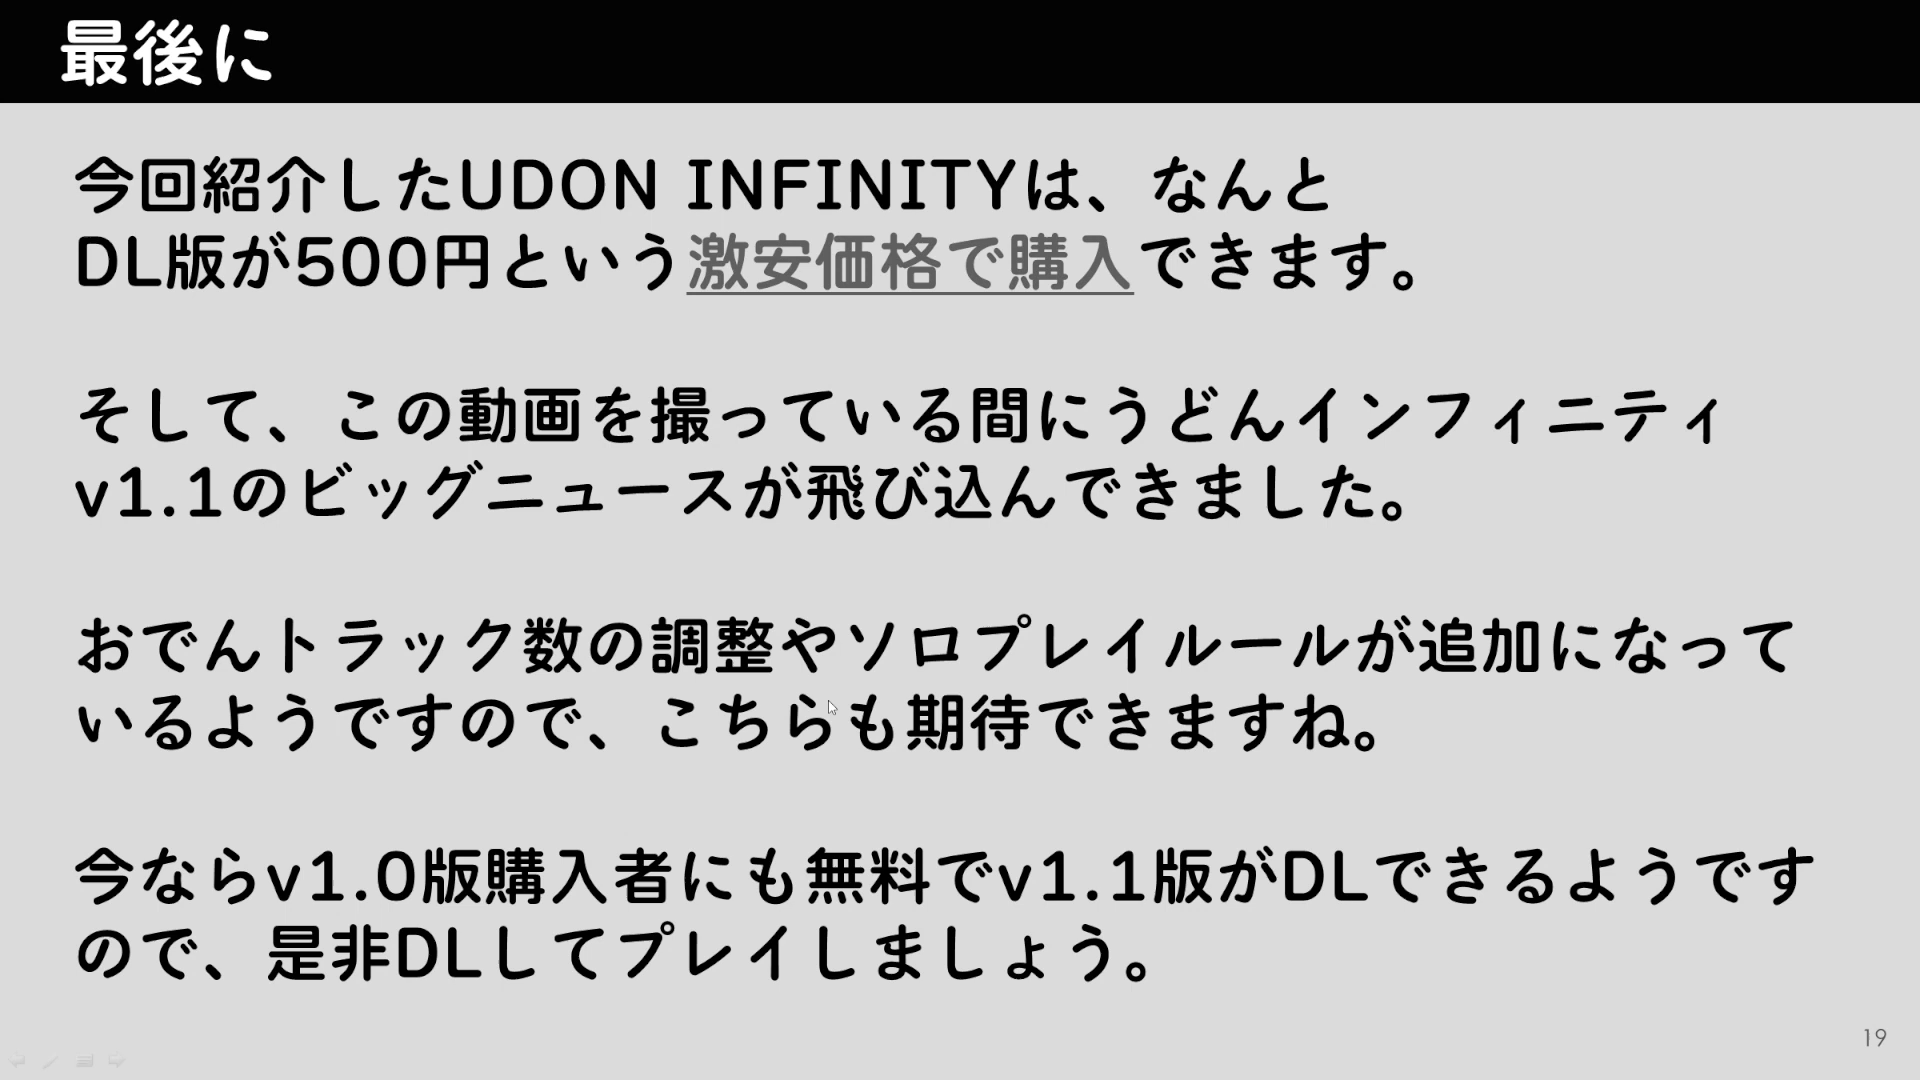 最後に
今回紹介したUDON INFINITYは、なんと
DL版が500円という激安価格で購入できます。
そして、この動画を撮っている間にうどんインフィニティ
v1.1のビッグニュースが飛び込んできました。
おでんトラック数の調整やソロプレイルールが追加になって
いるようですので、こちらも期待できますね。
今ならv1.0版購入者にも無料でv1.1版がDLできるようです
ので、是非DLしてプレイしましょう。
19